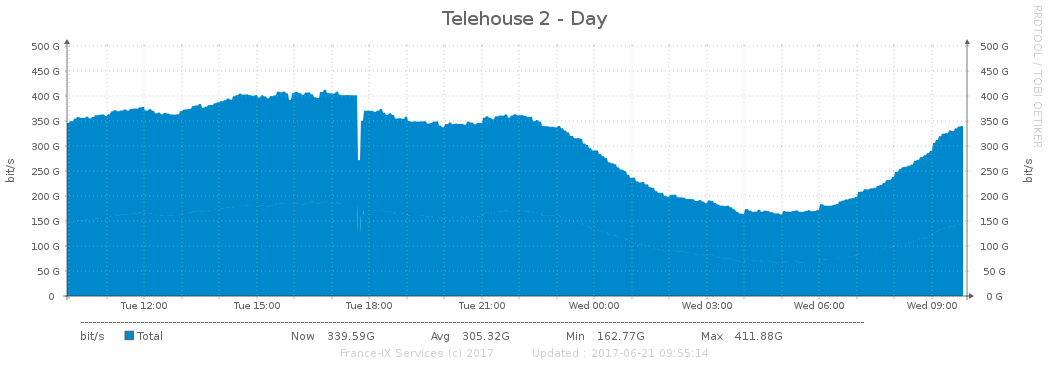 Telehouse 2 - Day
RRDTOOL / TOBI OETIKER
500 G 500 G
450 G 450 G
400 G 400 G
350 G 350 G
300 G 300 G
250 G 250 G
200 G 200 G
150 G 150 G
100 G 100 G
50 G 50 G
0 0 G
bit/s bit/s
Tue 12:00 Tue 15:00 Tue 18:00 Tue 21:00 Wed 00:00 Wed 03:00 Wed 06:00 Wed 09:00
bit/s Total Now 339.59G Avg 305.32G Min 162.77G Max 411.88G
France-IX Services (c) 2017 Updated : 2017-06-21 09:55:14